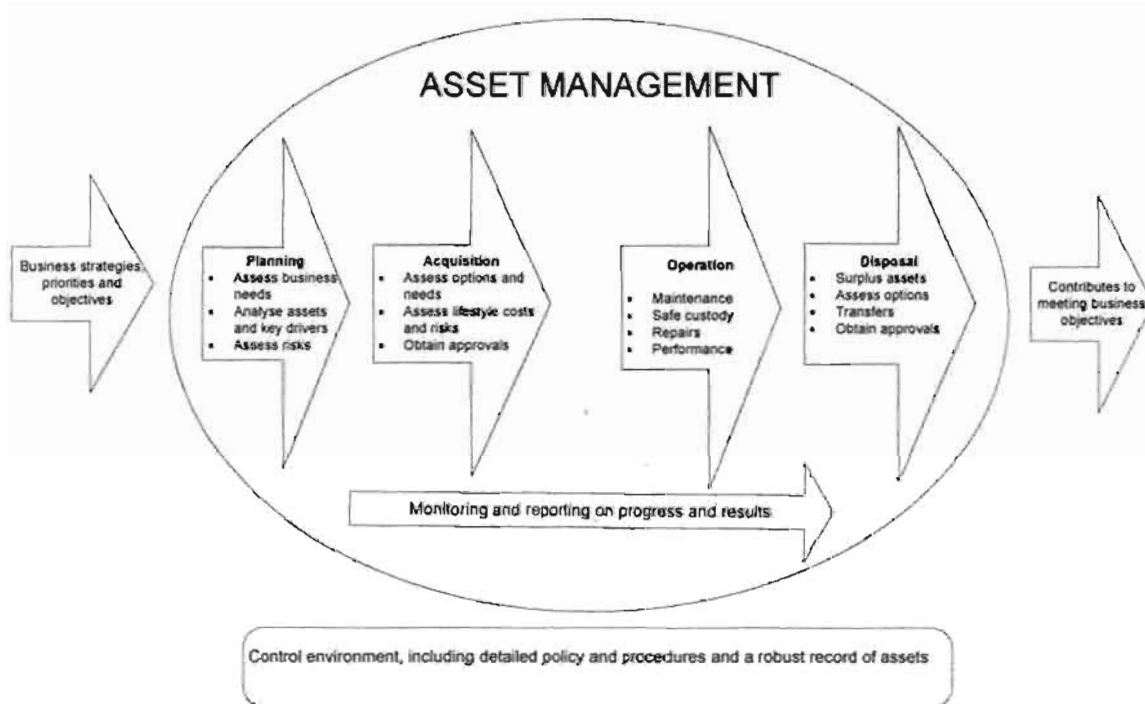 ASSET MANAGEMENT
Business strategies,
priorities and
objectives
Planning
• Assess business
needs
• Analyse assets
and key drivers
• Assess risks
Acquisition
• Assess options and
needs
• Assess lifestyle costs
and risks
• Obtain approvals
Operation
• Maintenance
• Safe custody
• Repairs
• Performance
Disposal
• Surplus assets
• Assess options
• Transfers
• Obtain approvals
Contributes to
meeting business
objectives
Monitoring and reporting on progress and results
Control environment, including detailed policy and procedures and a robust record of assets